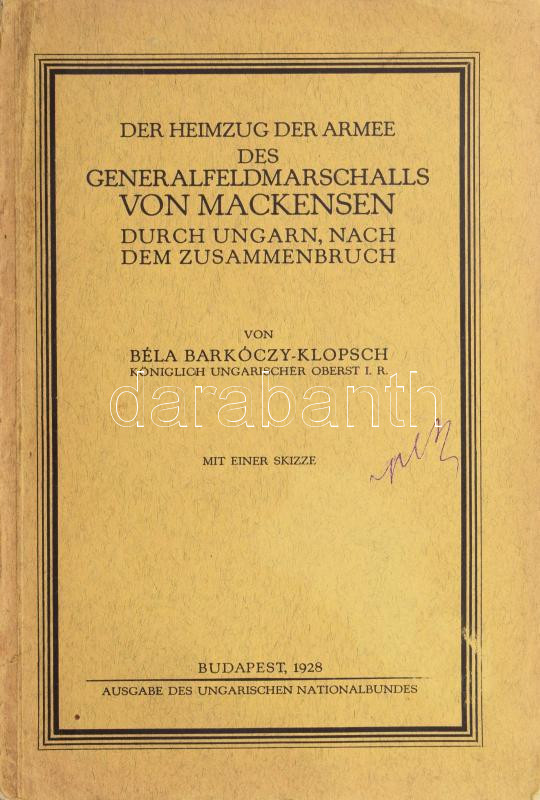 DER HEIMZUG DER ARMEE
DES
GENERALFELDMARSCHALLS
VON MACKENSEN
DURCH UNGARN, NACH
DEM ZUSAMMENBRUCH
VON
BÉLA BARKÓCZY-KLOPSCH
KÖNIGLICH UNGARISCHER OBERST I. R.
darabanth
MIT EINER SKIZZE
BUDAPEST, 1928
AUSGABE DES UNGARISCHEN NATIONALBUNDES